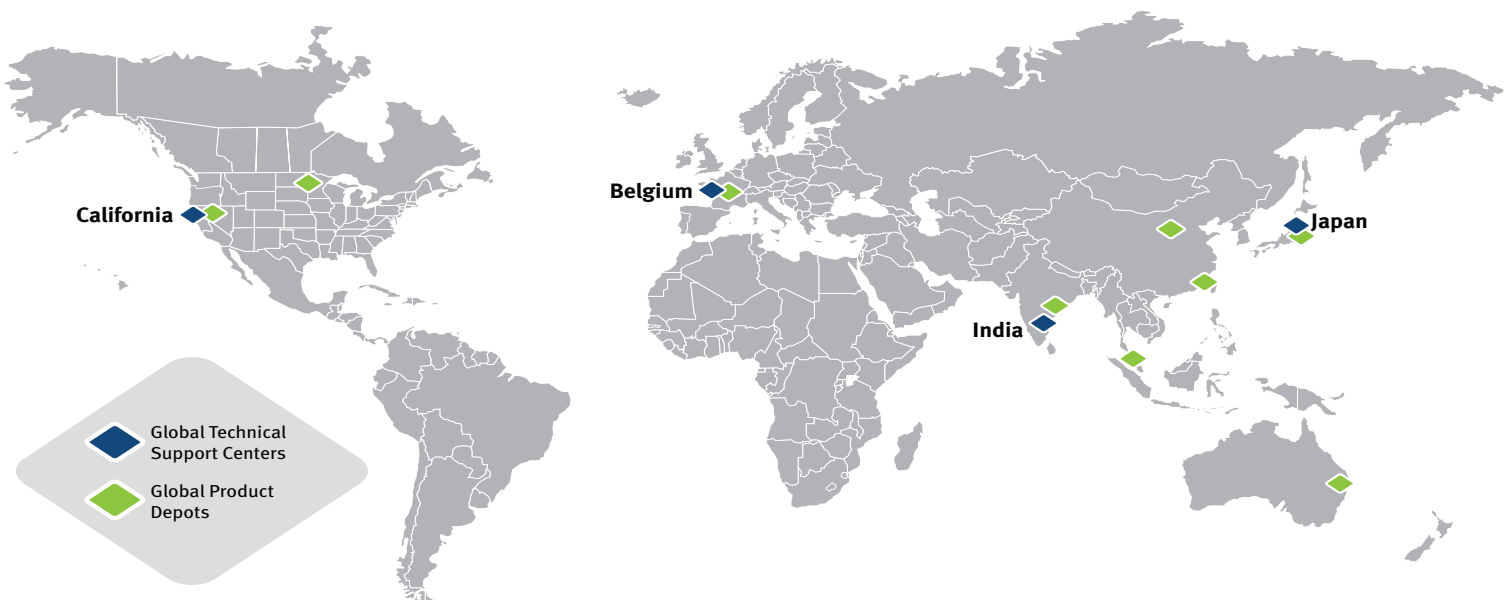 California
Belgium
Japan
India
Global Technical
Support Centers
Global Product
Depots